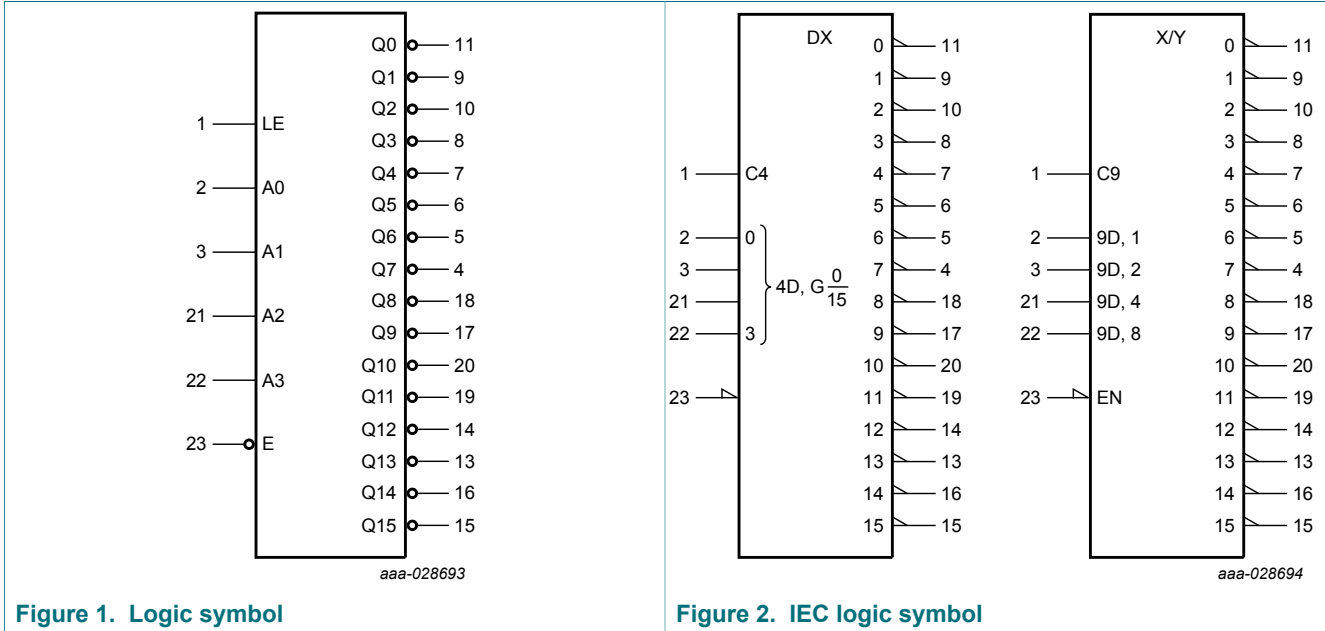 Q0 11
Q1 9
Q2 10
1 LE
Q3 8
Q4 7
2 A0
Q5 6
Q6 5
3 A1
Q7 4
Q8 18
21 A2
Q9 17
Q10 20
22 A3
Q11 19
Q12 14
23 E
Q13 13
Q14 16
Q15 15
aaa-028693
Figure 1. Logic symbol
DX
0 11
1 9
2 10
3 8
1 C4 4 7
5 6
2 0 6 5
3 7 4
4D, G 0
15
21 8 18
22 3 9 17
10 20
23 11 19
12 14
13 13
14 16
15 15
X/Y
0 11
1 9
2 10
3 8
1 C9 4 7
5 6
2 9D, 1 6 5
3 9D, 2 7 4
21 9D, 4 8 18
22 9D, 8 9 17
10 20
23 EN 11 19
12 14
13 13
14 16
15 15
aaa-028694
Figure 2. IEC logic symbol